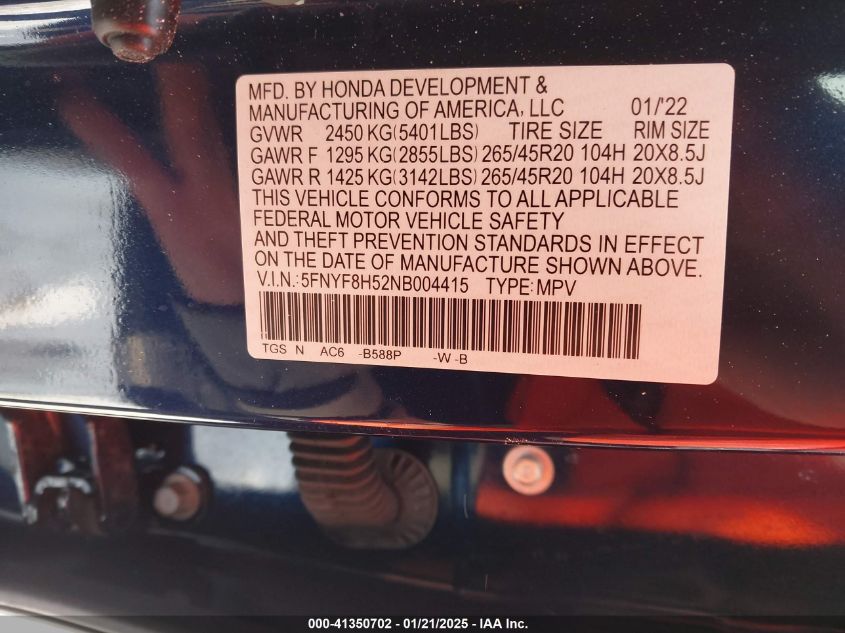 MFD. BY HONDA DEVELOPMENT &
MANUFACTURING OF AMERICA, LLC 01/'22
GVWR 2450 KG(5401LBS) TIRE SIZE RIM SIZE
GAWR F 1295 KG(2855LBS) 265/45R20 104H 20X8.5J
GAWR R 1425 KG(3142LBS) 265/45R20 104H 20X8.5J
THIS VEHICLE CONFORMS TO ALL APPLICABLE
FEDERAL MOTOR VEHICLE SAFETY
AND THEFT PREVENTION STANDARDS IN EFFECT
ON THE DATE OF MANUFACTURE SHOWN ABOVE.
V.I.N.:5FNYF8H52NB004415 TYPE:MPV
TGS N AC6 -B588P -W -B
000-41350702 - 01/21/2025 - IAA Inc.